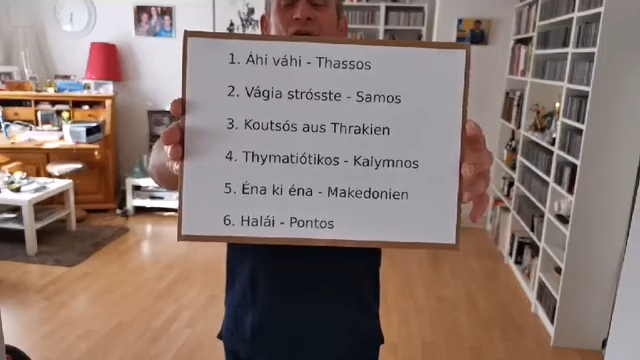 1. Áhi váhi - Thassos
2. Vágia strósste - Samos
3. Koutsós aus Thrakien
4. Thymatiótikos - Kalymnos
5. Éna ki éna - Makedonien
6. Halái - Pontos